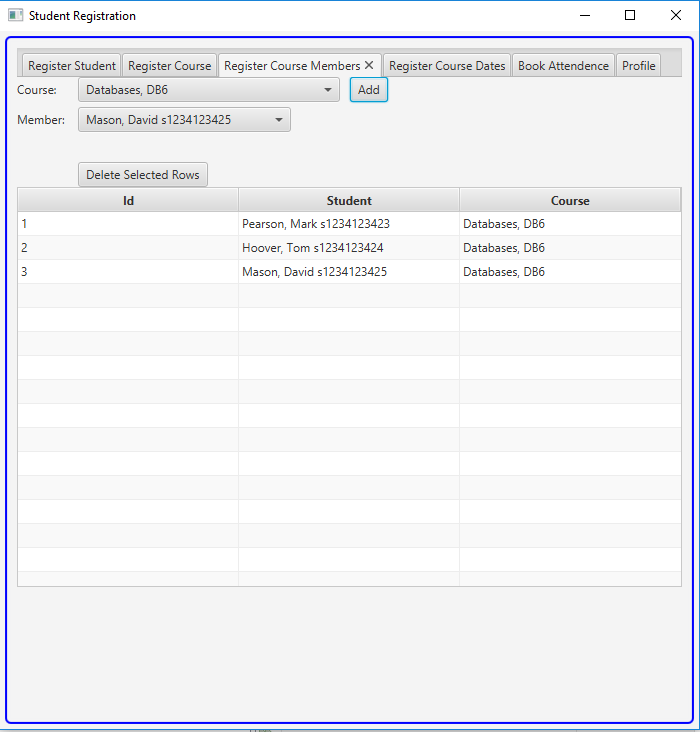 Student Registration
Register Student Register Course Register Course Members Register Course Dates Book Attendence Profile
Course: Databases, DB6 Add
Member: Mason, David s1234123425
Delete Selected Rows
Id Student Course
1 Pearson, Mark s1234123423 Databases, DB6
2 Hoover, Tom s1234123424 Databases, DB6
3 Mason, David s1234123425 Databases, DB6